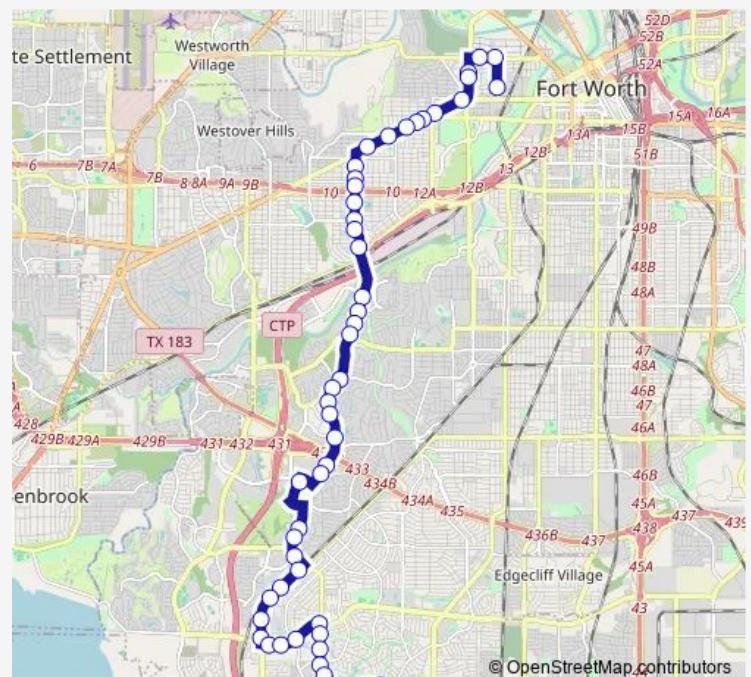 52D
52B
te Settlement
Westworth
Village
52A
Fort Worth
15A
16A
Westover Hills
13A
15B
6
7B
7A
7B
8
8A
9A
9B
10
10
12A
12B
12B
13
51B
49B
48B
48A
CTP
TX 183
47
48A
46B
47
46A
428
429B
429A
429B
431
432
431
433
434B
434A
435
46B
45A
437
438
436B
437
enbrook
45A
Edgecliff Village
43
© OpenStreetMap contributors